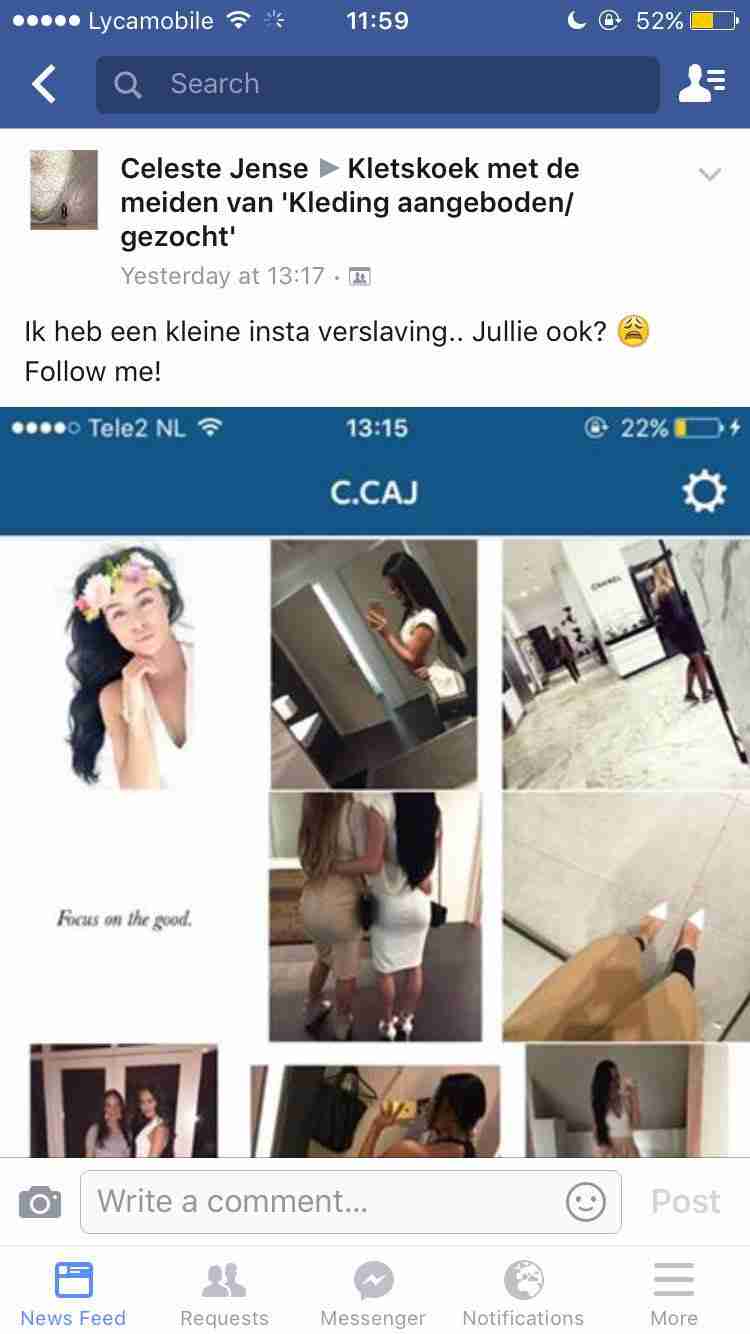 Lycamobile 11:59 52%
Search
Celeste Jense ▶ Kletskoek met de
meiden van 'Kleding aangeboden/
gezocht'
Yesterday at 13:17 ·
Ik heb een kleine insta verslaving.. Jullie ook? 😩
Follow me!
Tele2 NL 13:15 22%
C.CAJ
CHANEL
Focus on the good.
Write a comment... Post
News Feed Requests Messenger Notifications More